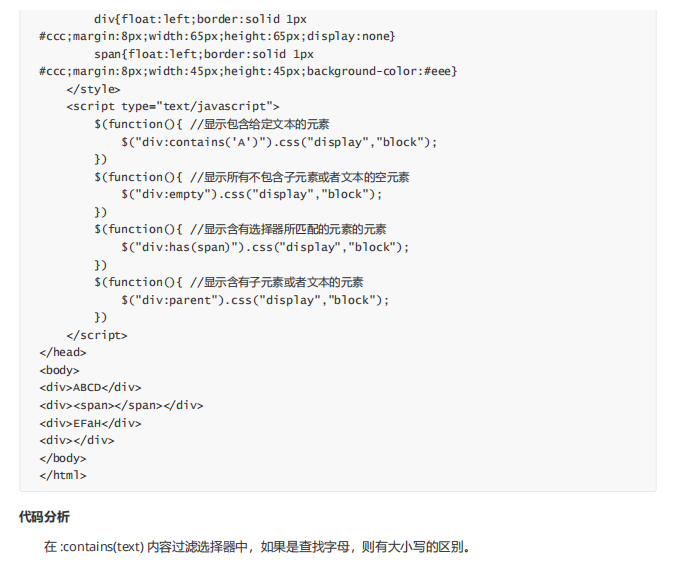 div{float:left;border:solid 1px
#ccc;margin:8px;width:65px;height:65px;display:none}
span{float:left;border:solid 1px
#ccc;margin:8px;width:45px;height:45px;background-color:#eee}
</style>
<script type="text/javascript">
$(function(){ //显示包含给定文本的元素
$("div:contains('A')").css("display","block");
})
$(function(){ //显示所有不包含子元素或者文本的空元素
$("div:empty").css("display","block");
})
$(function(){ //显示含有选择器所匹配的元素的元素
$("div:has(span)").css("display","block");
})
$(function(){ //显示含有子元素或者文本的元素
$("div:parent").css("display","block");
})
</script>
</head>
<body>
<div>ABCD</div>
<div><span></span></div>
<div>EFaH</div>
<div></div>
</body>
</html>
代码分析
在 :contains(text) 内容过滤选择器中，如果是查找字母，则有大小写的区别。